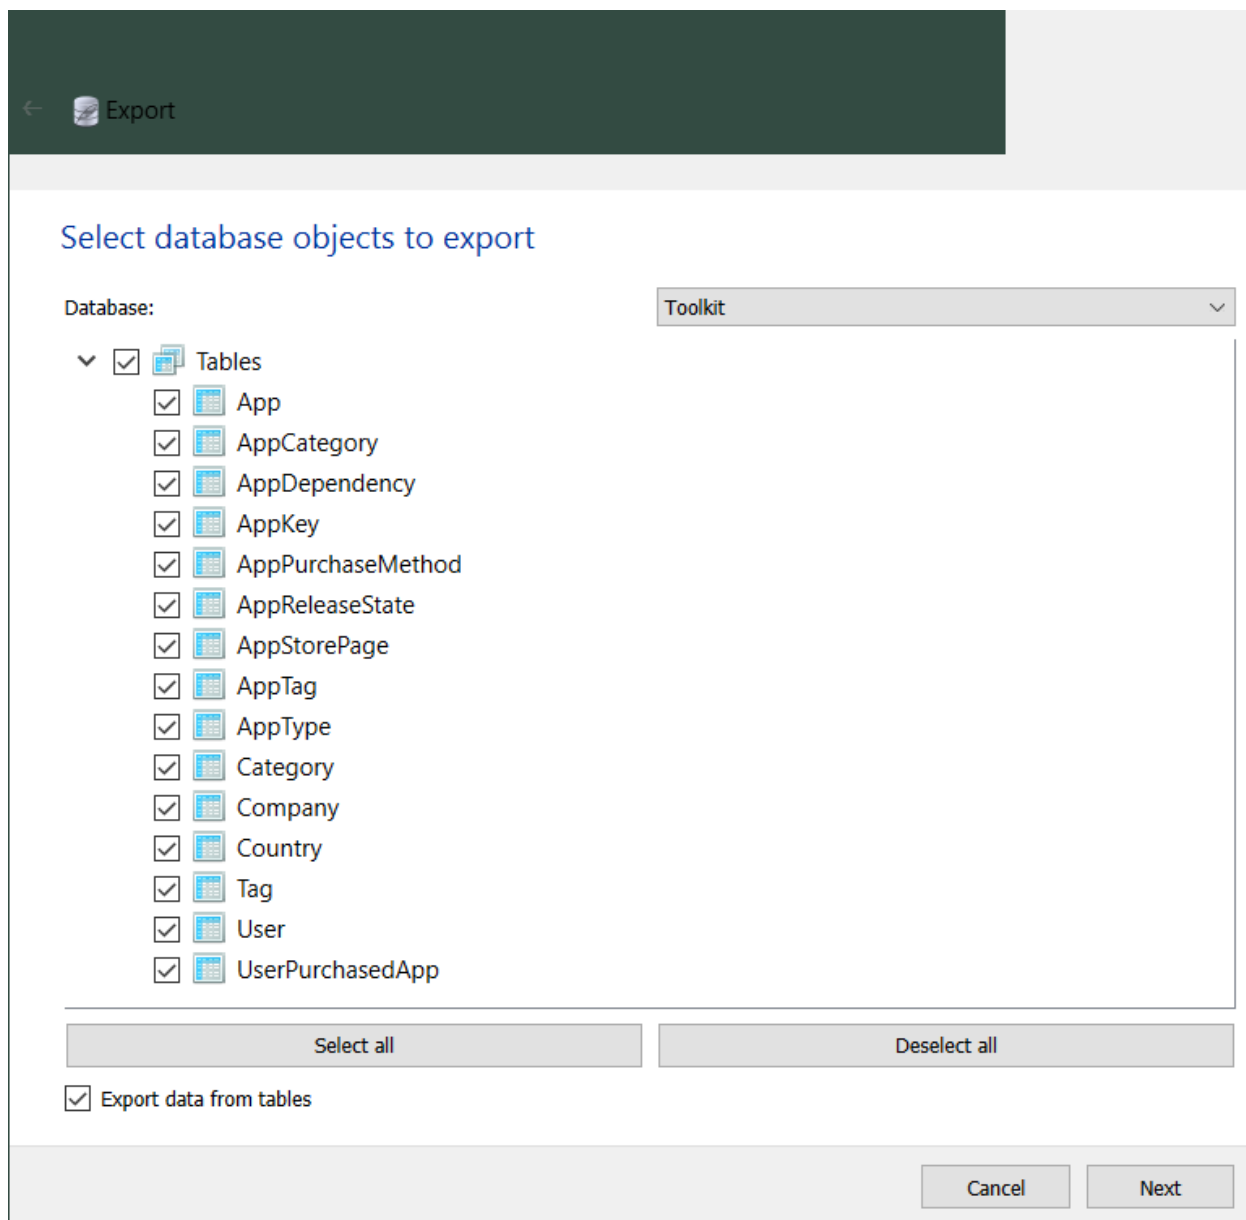 Export
Select database objects to export
Database: Toolkit
Tables
App
AppCategory
AppDependency
AppKey
AppPurchaseMethod
AppReleaseState
AppStorePage
AppTag
AppType
Category
Company
Country
Tag
User
UserPurchasedApp
Select all Deselect all
Export data from tables
Cancel Next